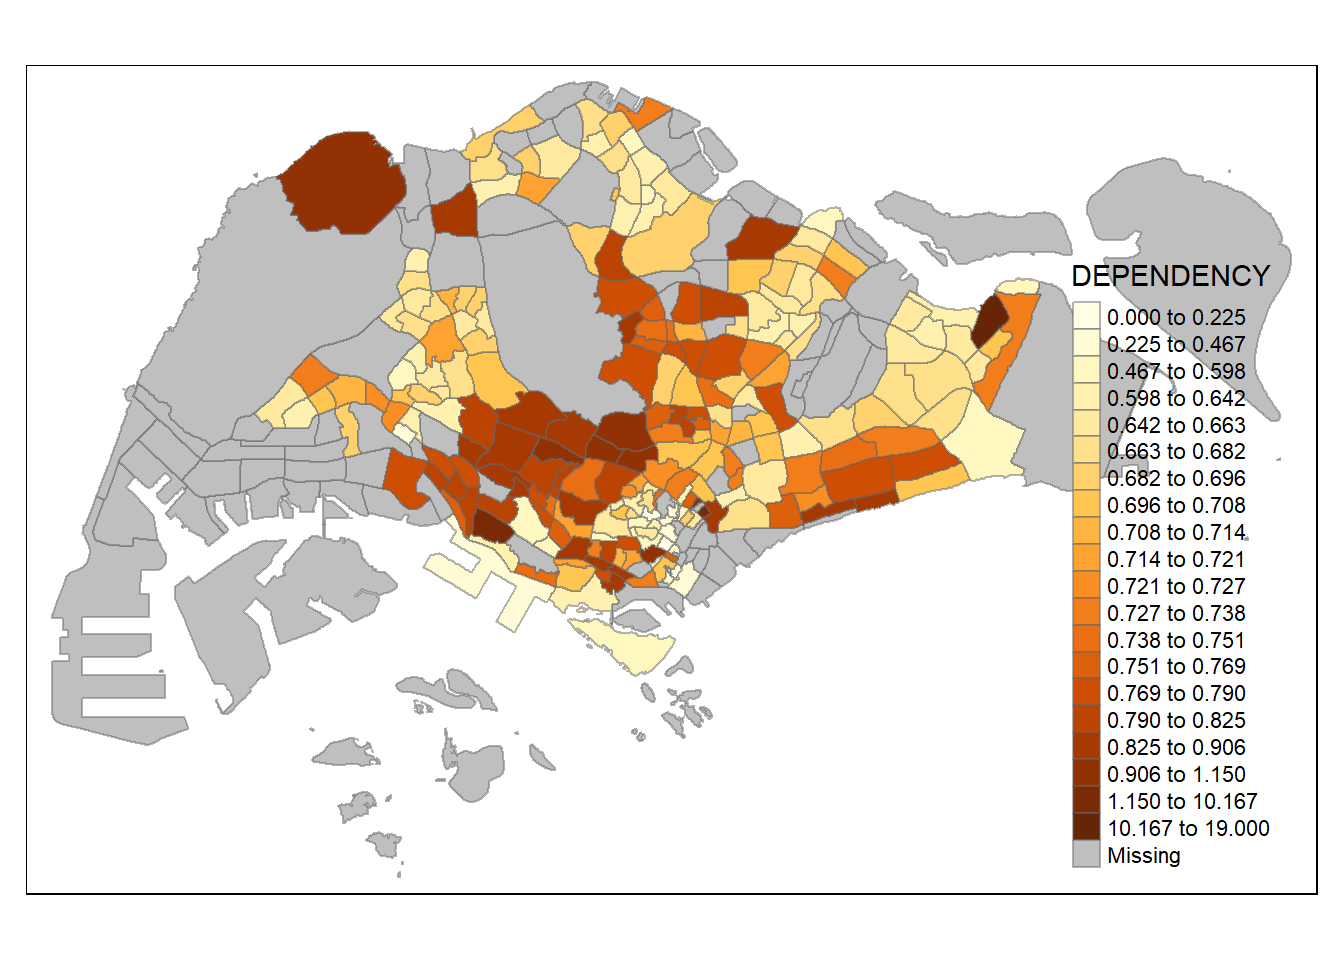 DEPENDENCY
0.000 to 0.225
0.225 to 0.467
0.467 to 0.598
0.598 to 0.642
0.642 to 0.663
0.663 to 0.682
0.682 to 0.696
0.696 to 0.708
0.708 to 0.714
0.714 to 0.721
0.721 to 0.727
0.727 to 0.738
0.738 to 0.751
0.751 to 0.769
0.769 to 0.790
0.790 to 0.825
0.825 to 0.906
0.906 to 1.150
1.150 to 10.167
10.167 to 19.000
Missing